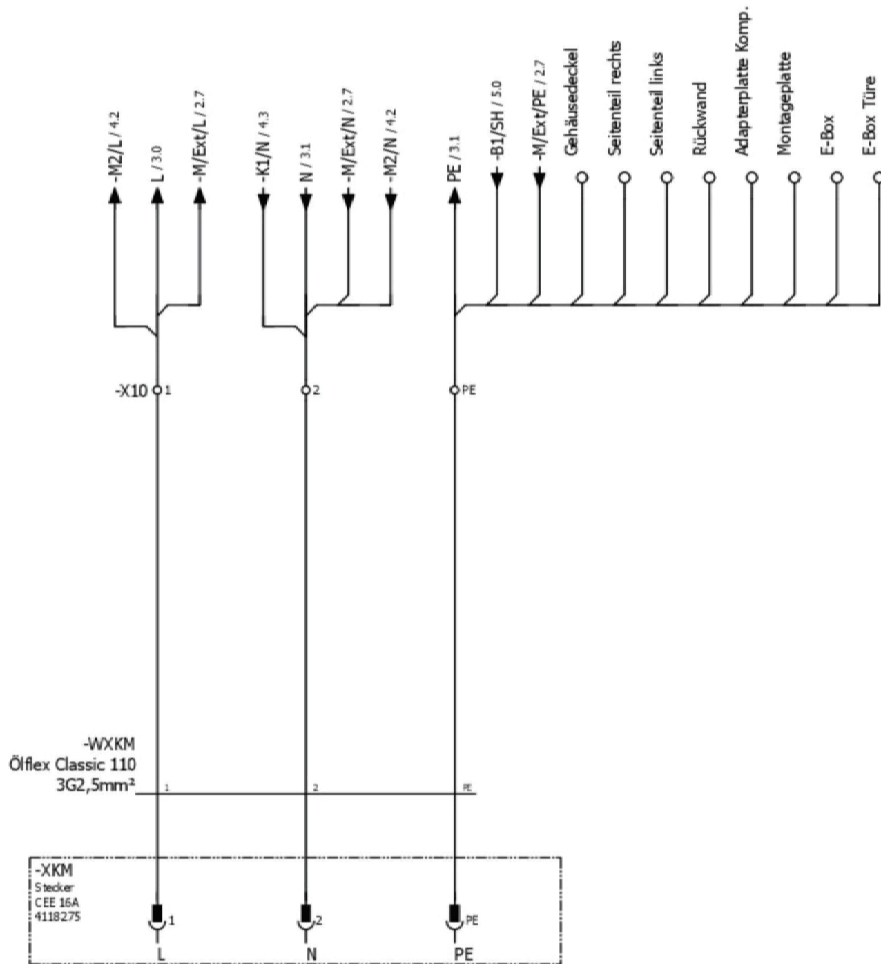 -M2/L / 4.2
L / 3.0
-M/Ext/L / 2.7
-K1/N / 4.3
N / 3.1
-M/Ext/N / 2.7
-M2/N / 4.2
PE / 3.1
-B1/SH / 5.0
-M/Ext/PE / 2.7
Gehäusedeckel
Seitenteil rechts
Seitenteil links
Rückwand
Adapterplatte Komp.
Montageplatte
E-Box
E-Box Türe
-X10 1 2 PE
-WXKM
Ölflex Classic 110
3G2,5mm²
1 2 PE
-XKM
Stecker
CEE 16A
4118275
1 2 PE
L N PE